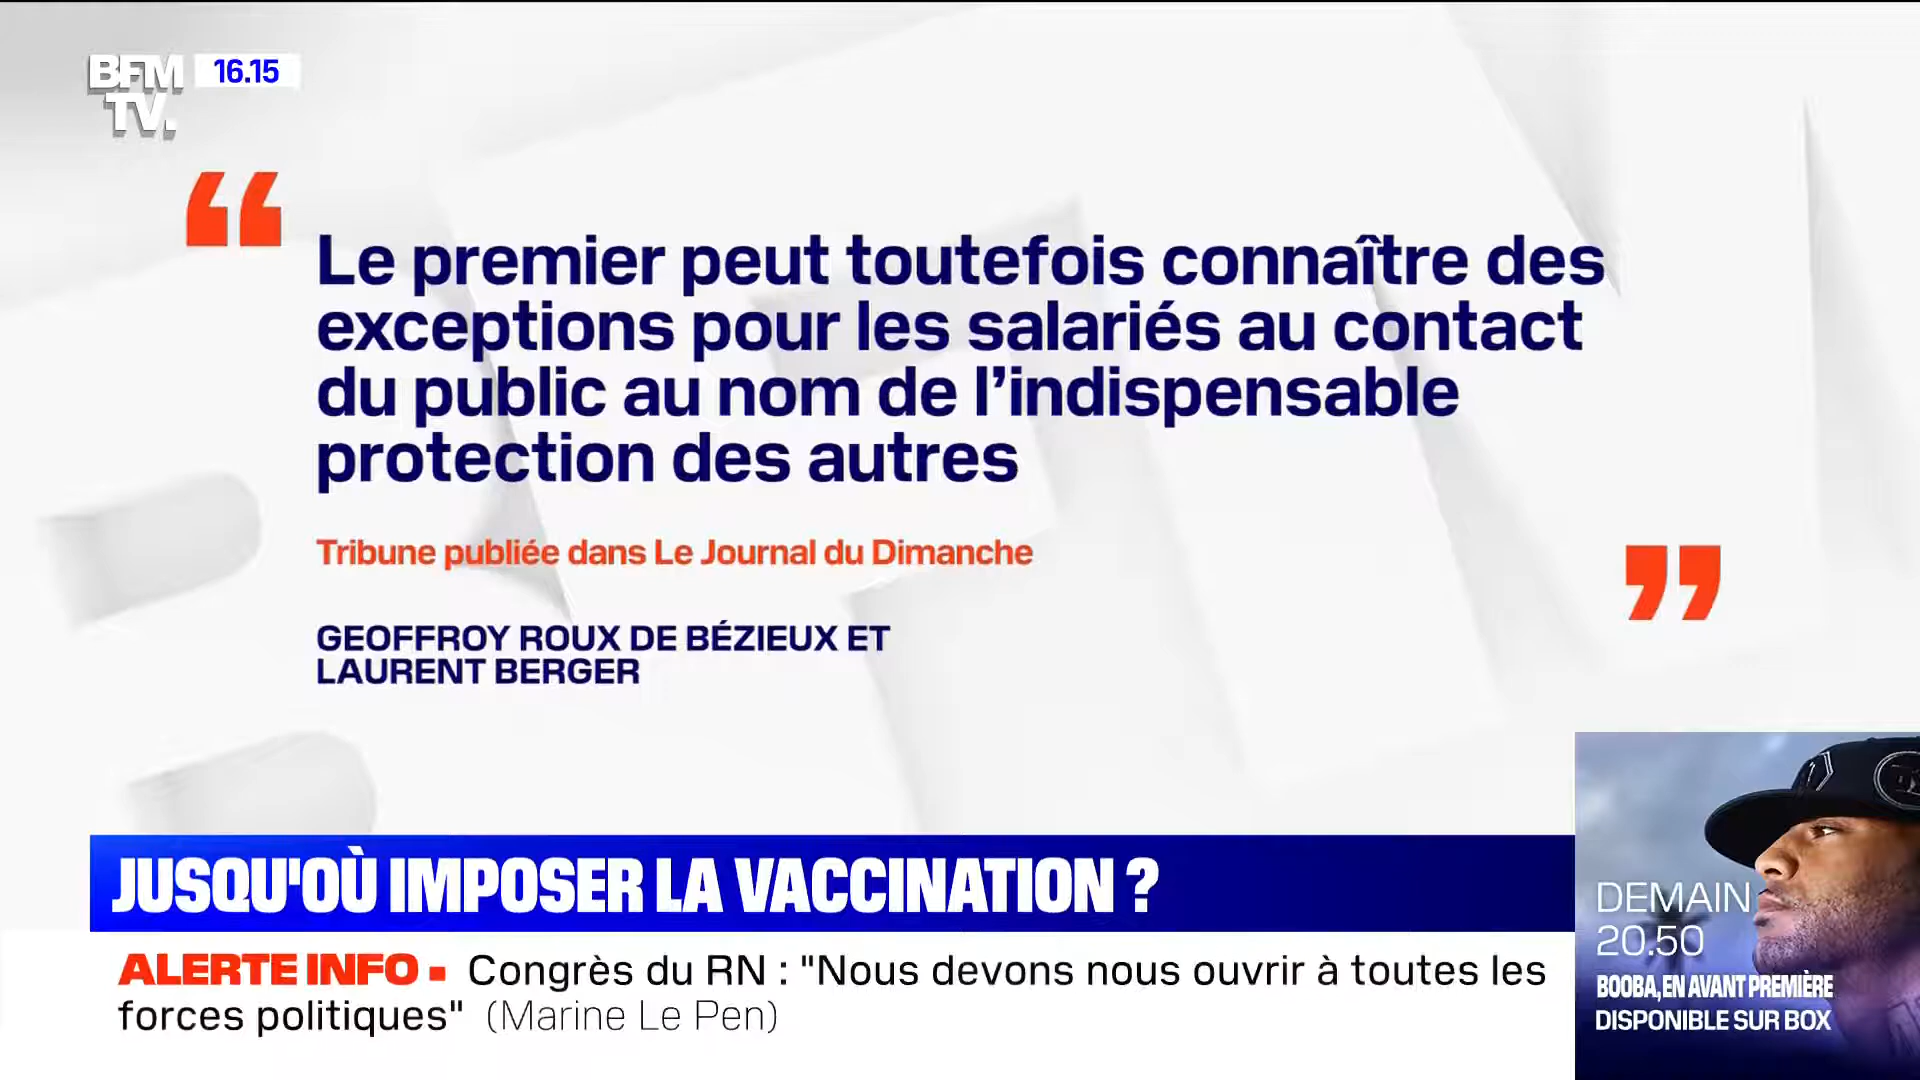 BFM
TV.
16.15
“
Le premier peut toutefois connaître des
exceptions pour les salariés au contact
du public au nom de l’indispensable
protection des autres
Tribune publiée dans Le Journal du Dimanche
”
GEOFFROY ROUX DE BÉZIEUX ET
LAURENT BERGER
JUSQU'OÙ IMPOSER LA VACCINATION ?
ALERTE INFO ▪ Congrès du RN : "Nous devons nous ouvrir à toutes les
forces politiques" (Marine Le Pen)
DEMAIN
20.50
BOOBA, EN AVANT PREMIÈRE
DISPONIBLE SUR BOX